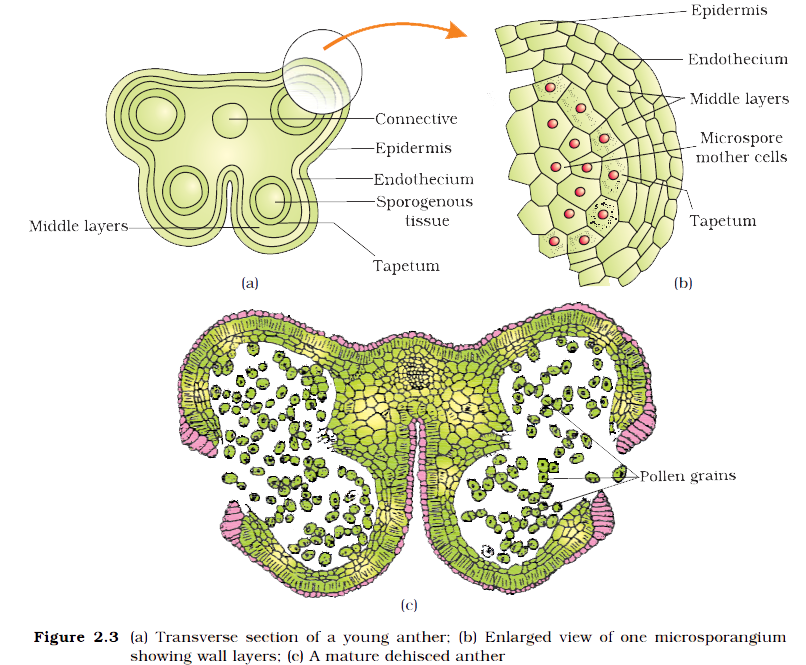 Epidermis
Endothecium
Middle layers
Microspore
mother cells
Tapetum
Connective
Epidermis
Endothecium
Sporogenous
tissue
Middle layers
Tapetum
(a)
(b)
Pollen grains
(c)
Figure 2.3 (a) Transverse section of a young anther; (b) Enlarged view of one microsporangium
showing wall layers; (c) A mature dehisced anther